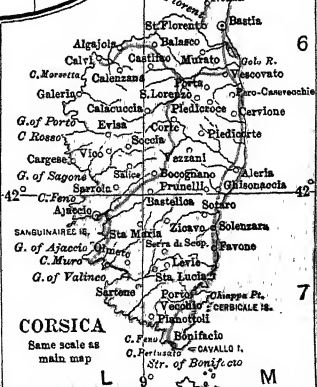 St. Florento
Bastia
Algajola
Balasco
6
Calvi
Castifao
Murato
C. Morsetta
Calenzana
Golo R.
Vescovato
Porta
Galeria
S. Lorenzo
Calacuccia
Piedicroce
Cervione
G. of Porto
Evisa
Corte
Piedicorte
C Rosso
Soccia
Vico
Cargese
Vezzani
G. of Sagone
Salice
Bocognano
Aleria
Sarrola
Prunelli
Ghisonaccia
42°
42°
C. Feno
Bastelica
Ajaccio
Sotaro
SANGUINAIRES IS.
Sta Maria
Zicavo
Solenzara
G. of Ajaccio
Serra di Scop.
Favone
C. Muro
Levie
G. of Valinco
Sta Lucia
Sartene
Porto
Vecchio
Chiappa Pt.
7
CERBICALE IS.
CORSICA
Pianottoli
Same scale as
main map
C. Feno
Bonifacio
C. Pertusato
CAVALLO I.
Str. of Bonifacio
L
9°
M